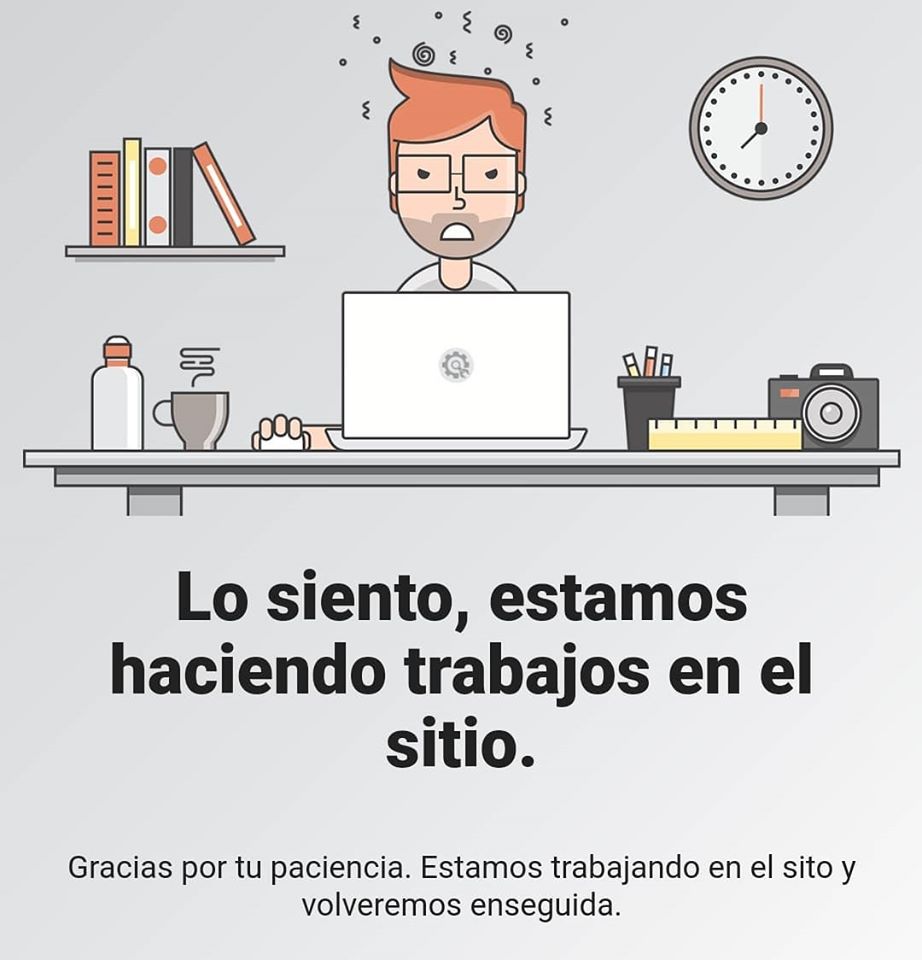 Lo siento, estamos
haciendo trabajos en el
sitio.
Gracias por tu paciencia. Estamos trabajando en el sito y
volveremos enseguida.